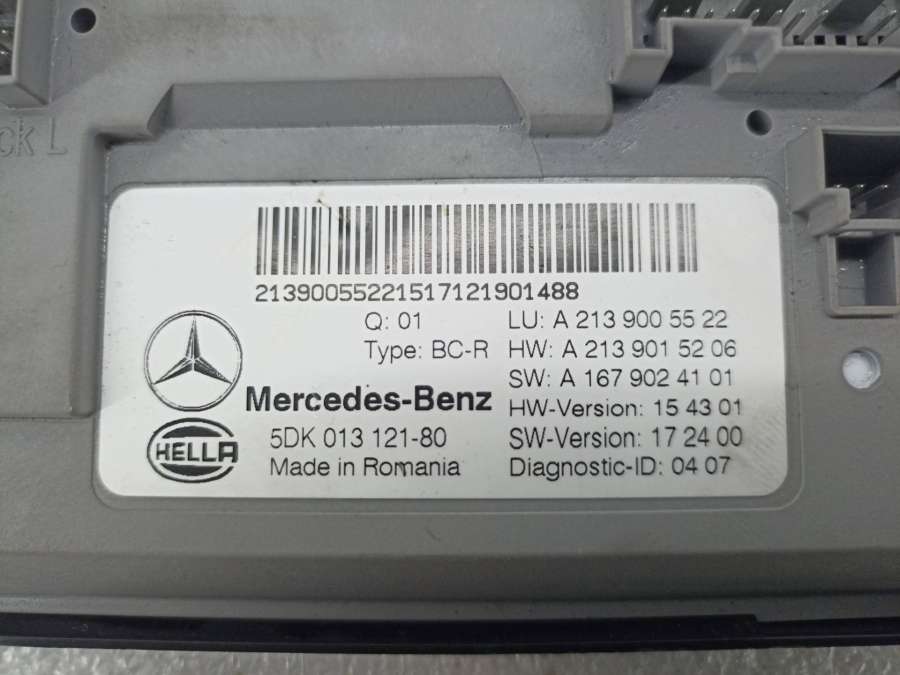 CK L
21390055221517121901488
Q: 01
LU: A 213 900 55 22
Type: BC-R
HW: A 213 901 52 06
SW: A 167 902 41 01
Mercedes-Benz
HW-Version: 15 43 01
HELLA
5DK 013 121-80
SW-Version: 17 24 00
Made in Romania
Diagnostic-ID: 04 07